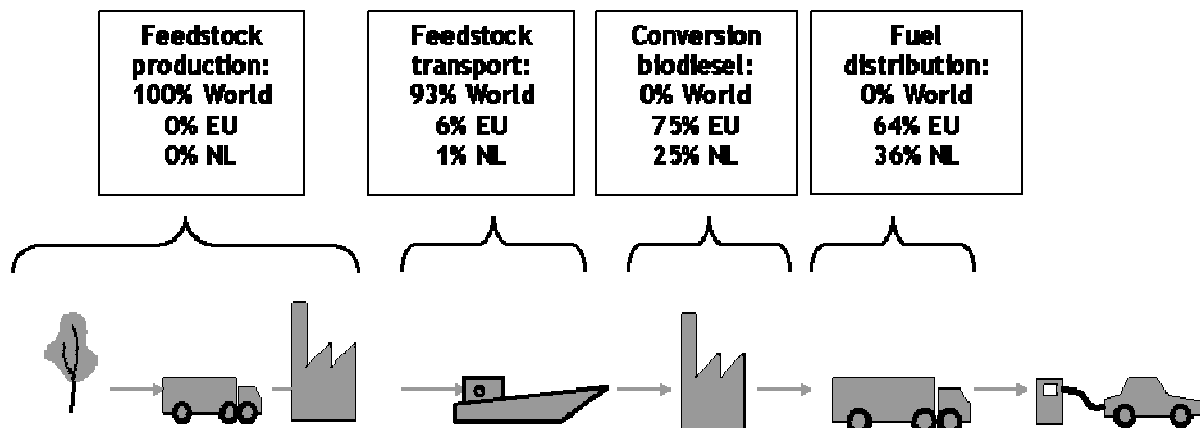 Feedstock
production:
100% World
0% EU
0% NL
Feedstock
transport:
93% World
6% EU
1% NL
Conversion
biodiesel:
0% World
75% EU
25% NL
Fuel
distribution:
0% World
64% EU
36% NL